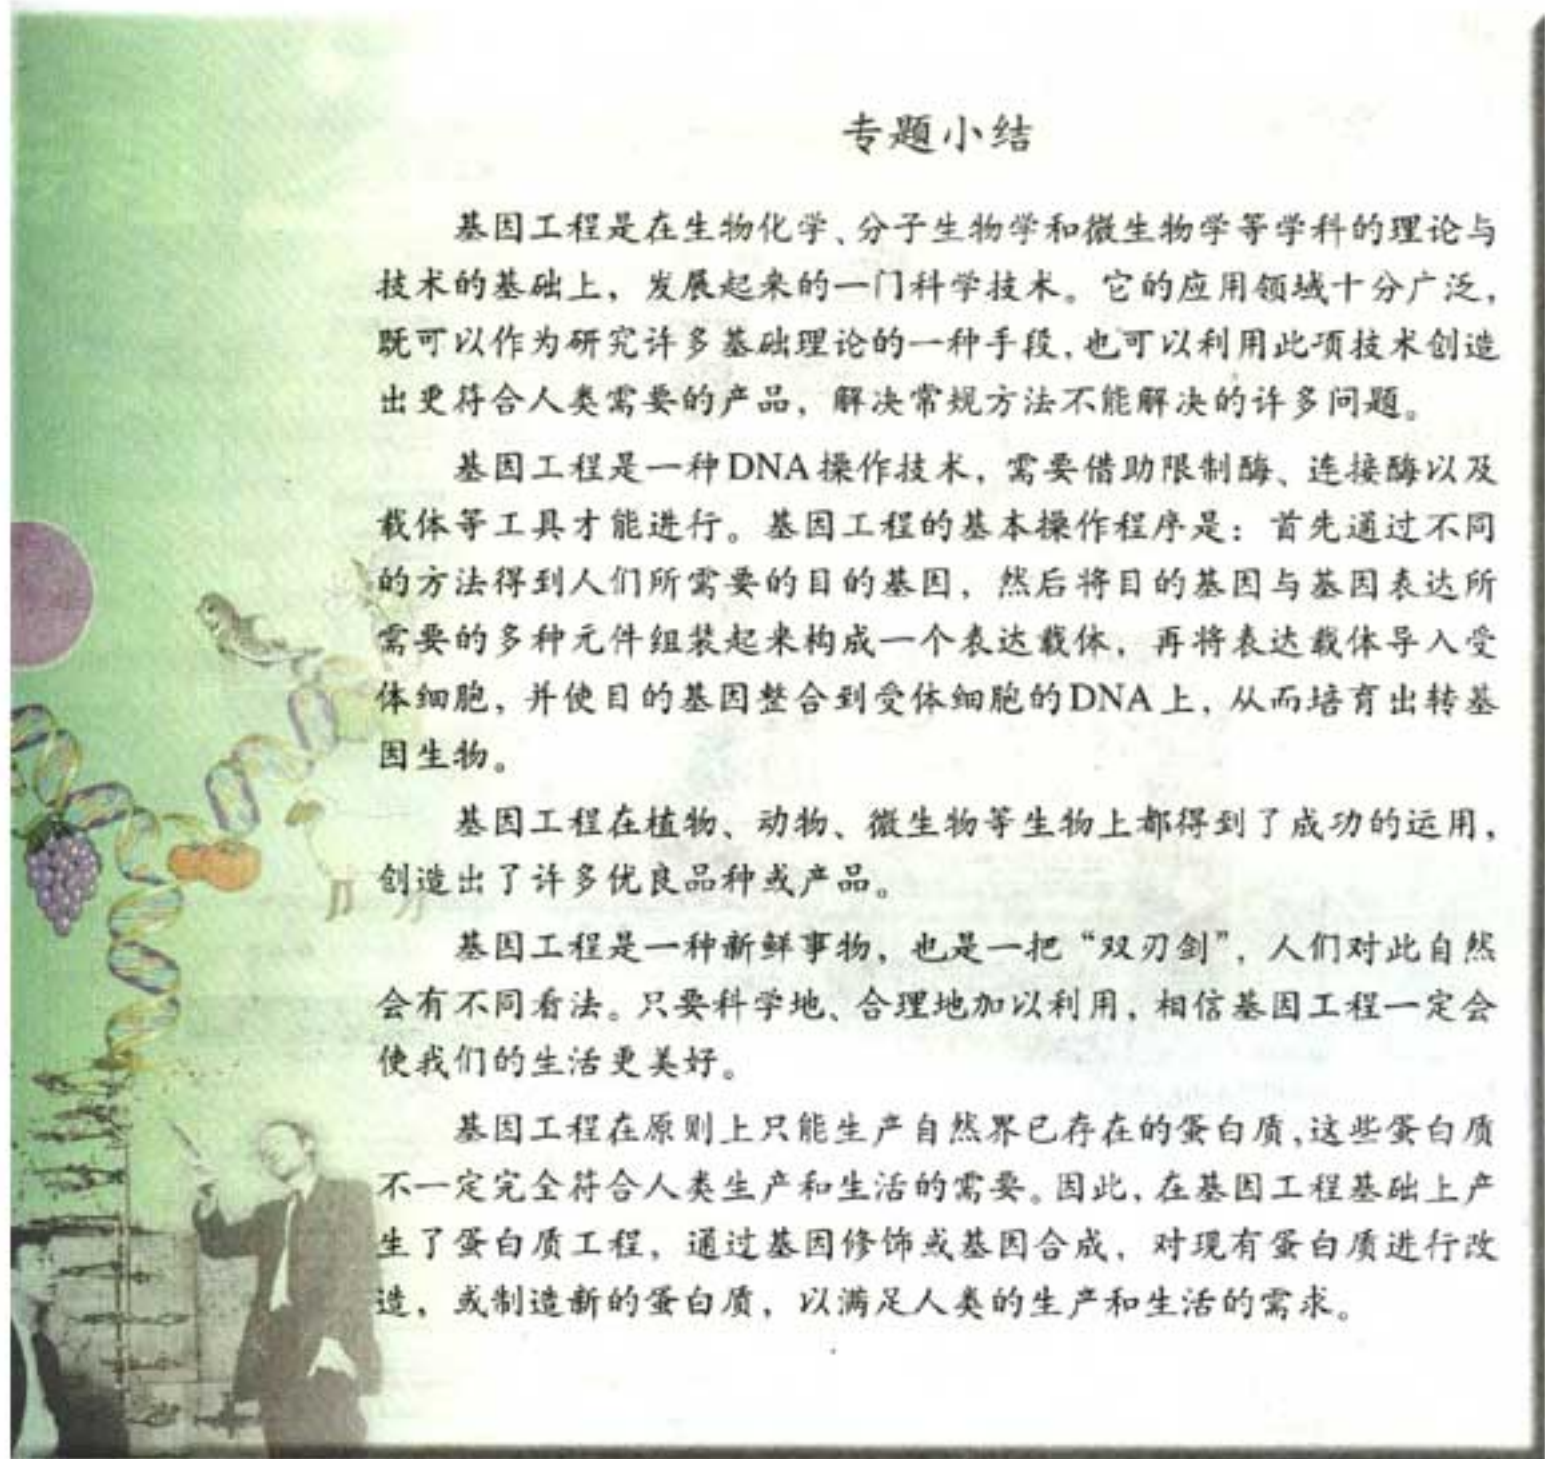 专题小结
基因工程是在生物化学、分子生物学和微生物学等学科的理论与
技术的基础上，发展起来的一门科学技术。它的应用领域十分广泛，
既可以作为研究许多基础理论的一种手段，也可以利用此项技术创造
出更符合人类需要的产品，解决常规方法不能解决的许多问题。
基因工程是一种DNA操作技术，需要借助限制酶、连接酶以及
载体等工具才能进行。基因工程的基本操作程序是：首先通过不同
的方法得到人们所需要的目的基因，然后将目的基因与基因表达所
需要的多种元件组装起来构成一个表达载体，再将表达载体导入受
体细胞，并使目的基因整合到受体细胞的DNA上，从而培育出转基
因生物。
基因工程在植物、动物、微生物等生物上都得到了成功的运用，
创造出了许多优良品种或产品。
基因工程是一种新鲜事物，也是一把“双刃剑”，人们对此自然
会有不同看法。只要科学地、合理地加以利用，相信基因工程一定会
使我们的生活更美好。
基因工程在原则上只能生产自然界已存在的蛋白质，这些蛋白质
不一定完全符合人类生产和生活的需要。因此，在基因工程基础上产
生了蛋白质工程，通过基因修饰或基因合成，对现有蛋白质进行改
造，或制造新的蛋白质，以满足人类的生产和生活的需求。